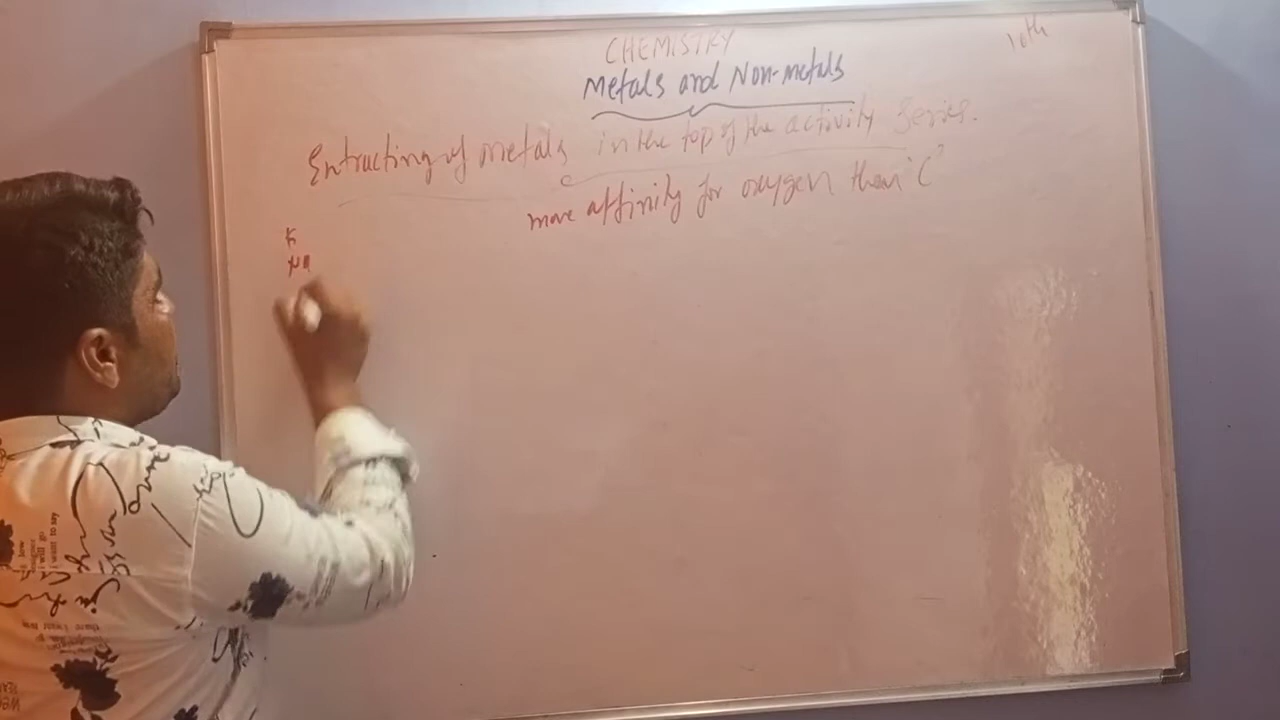 CHEMISTRY
10th
Metals and Non-metals
Extracting of metals in the top of the activity series.
more affinity for oxygen than "C"
K
Na